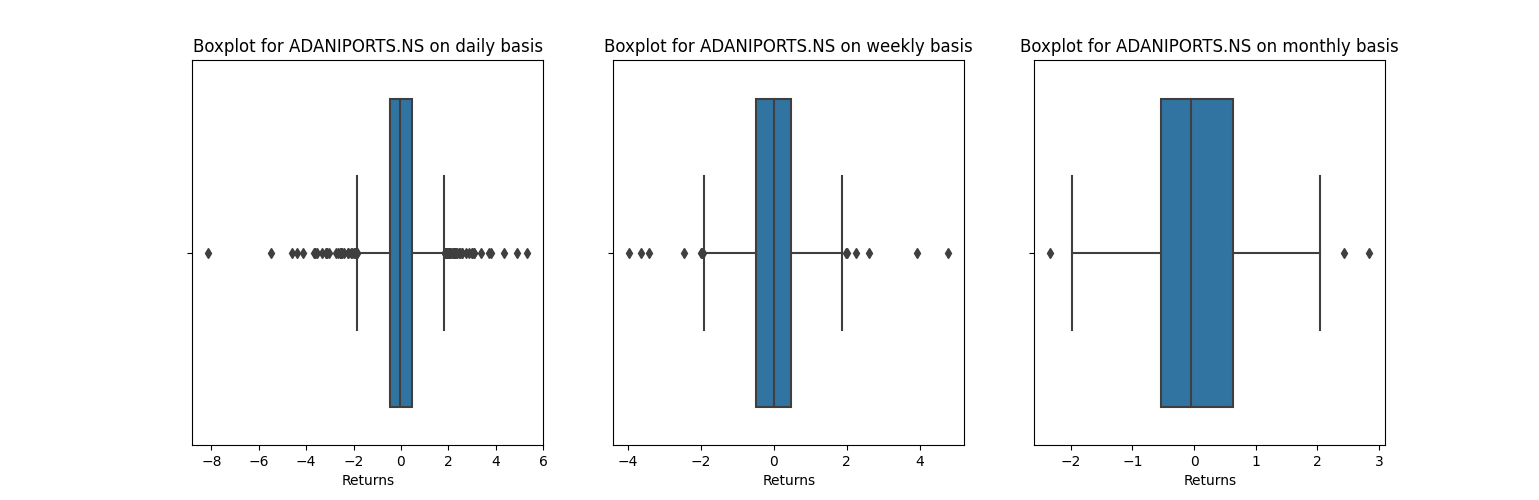 Boxplot for ADANIPORTS.NS on daily basis
−8 −6 −4 −2 0 2 4 6
Returns
Boxplot for ADANIPORTS.NS on weekly basis
−4 −2 0 2 4
Returns
Boxplot for ADANIPORTS.NS on monthly basis
−2 −1 0 1 2 3
Returns